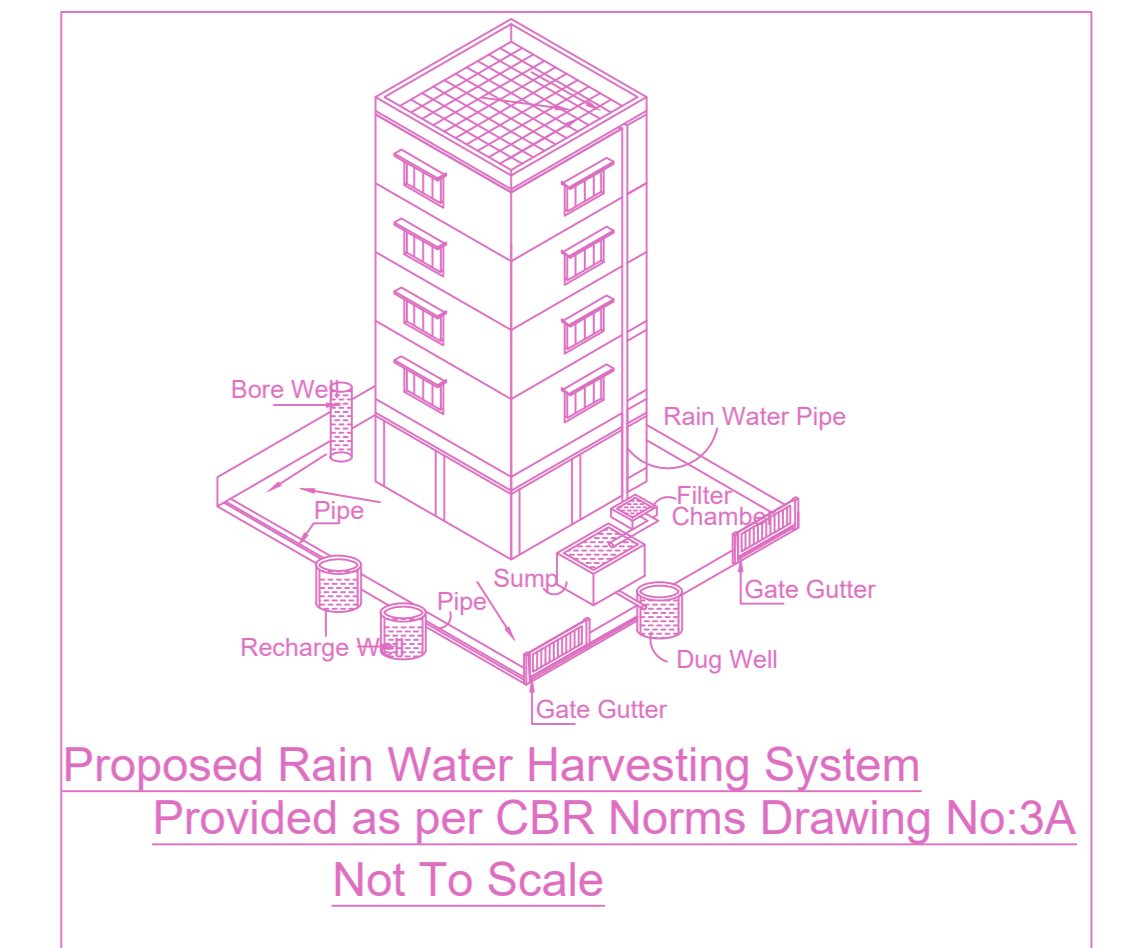 Bore Well
Rain Water Pipe
Filter
Chamber
Pipe
Sump
Pipe
Gate Gutter
Recharge Well
Dug Well
Gate Gutter
Proposed Rain Water Harvesting System
Provided as per CBR Norms Drawing No:3A
Not To Scale